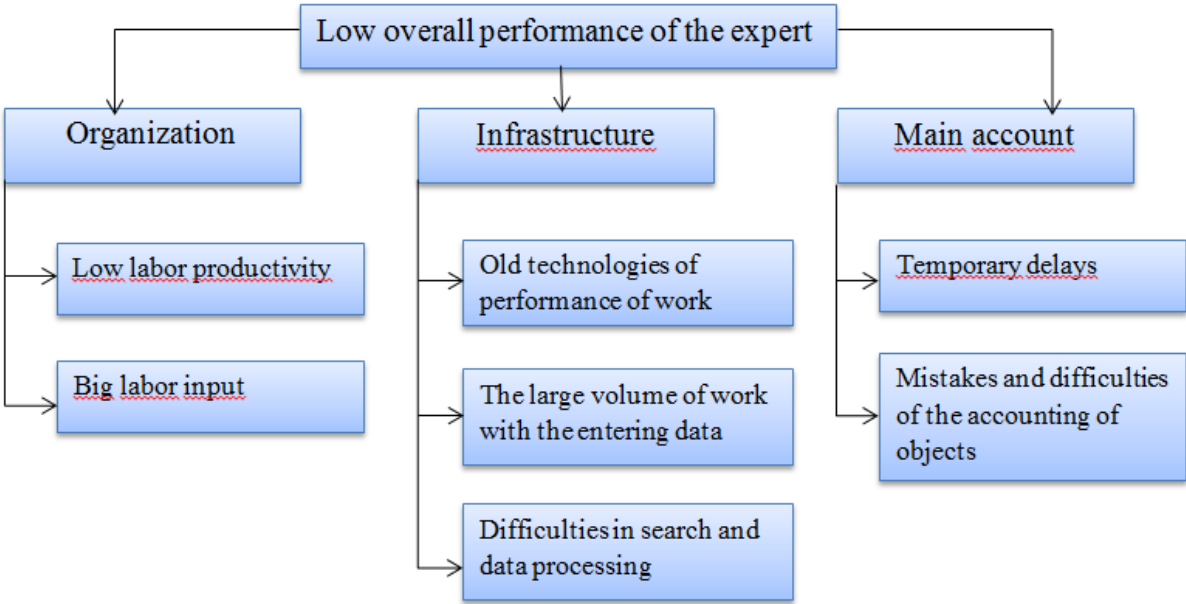 Low overall performance of the expert
Organization
Low labor productivity
Big labor input
Infrastructure
Old technologies of
performance of work
The large volume of work
with the entering data
Difficulties in search and
data processing
Main account
Temporary delays
Mistakes and difficulties
of the accounting of
objects